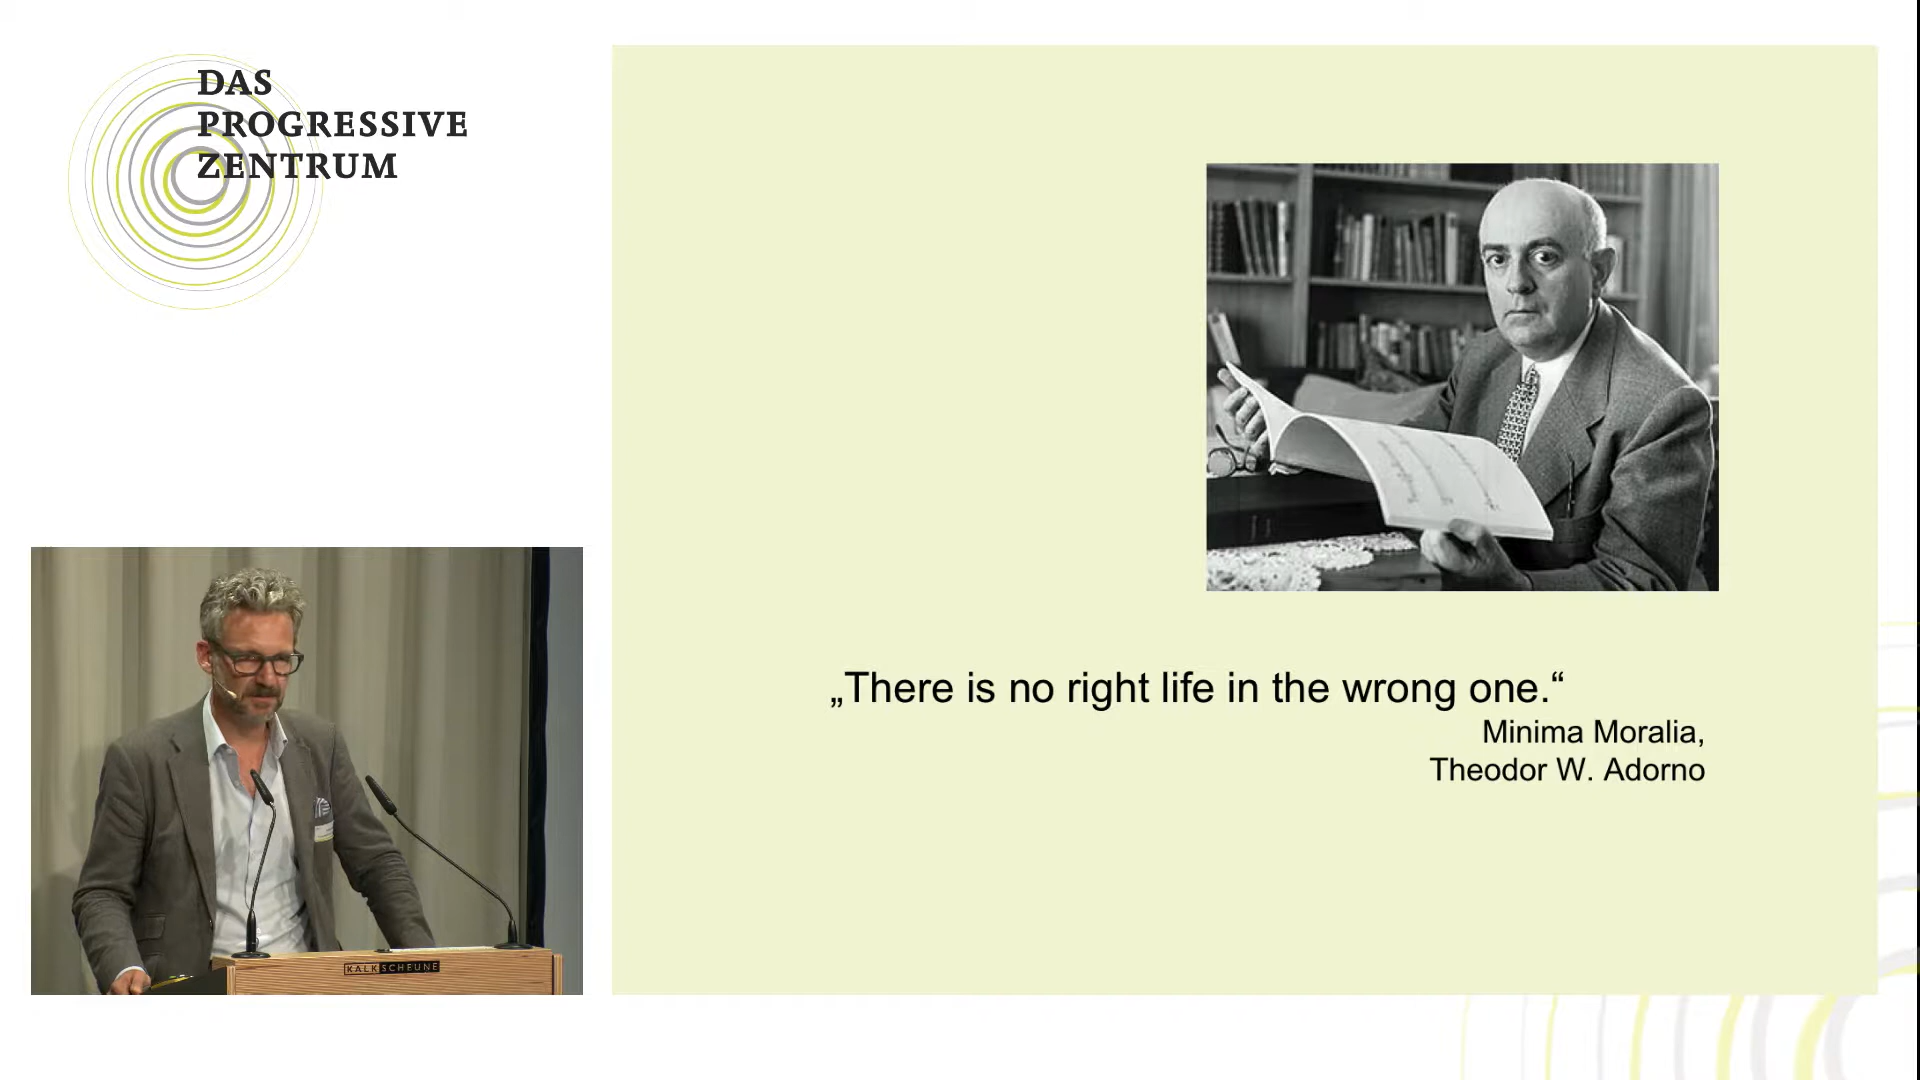 DAS
PROGRESSIVE
ZENTRUM
„There is no right life in the wrong one.“
Minima Moralia,
Theodor W. Adorno
KALKSCHEUNE